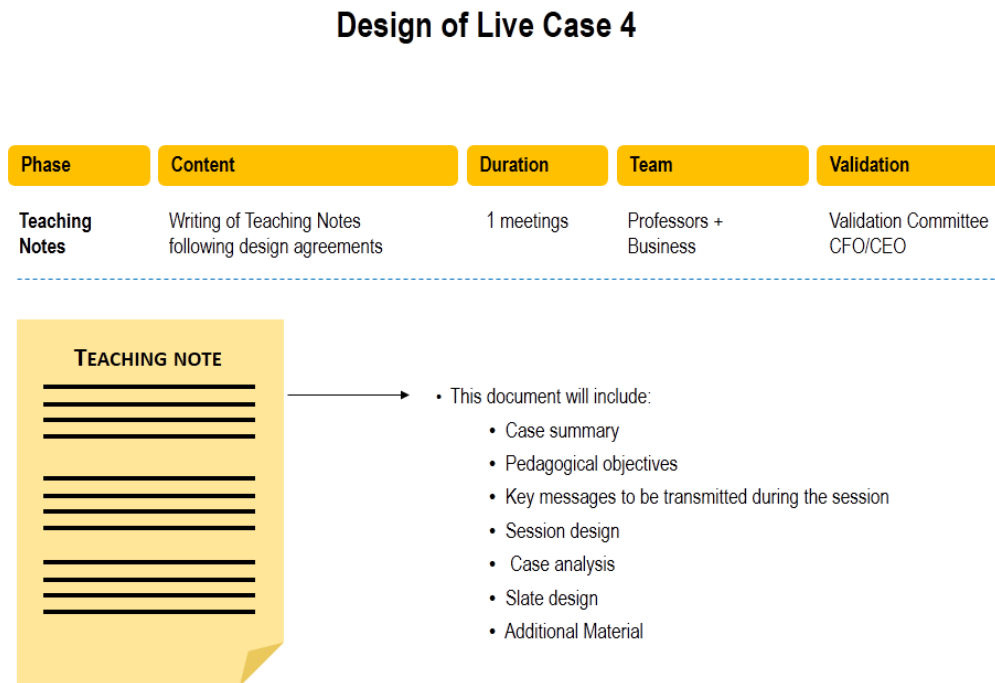 Design of Live Case 4
Phase Content Duration Team Validation
Teaching Notes
Writing of Teaching Notes
following design agreements
1 meetings
Professors +
Business
Validation Committee
CFO/CEO
TEACHING NOTE
• This document will include:
• Case summary
• Pedagogical objectives
• Key messages to be transmitted during the session
• Session design
• Case analysis
• Slate design
• Additional Material